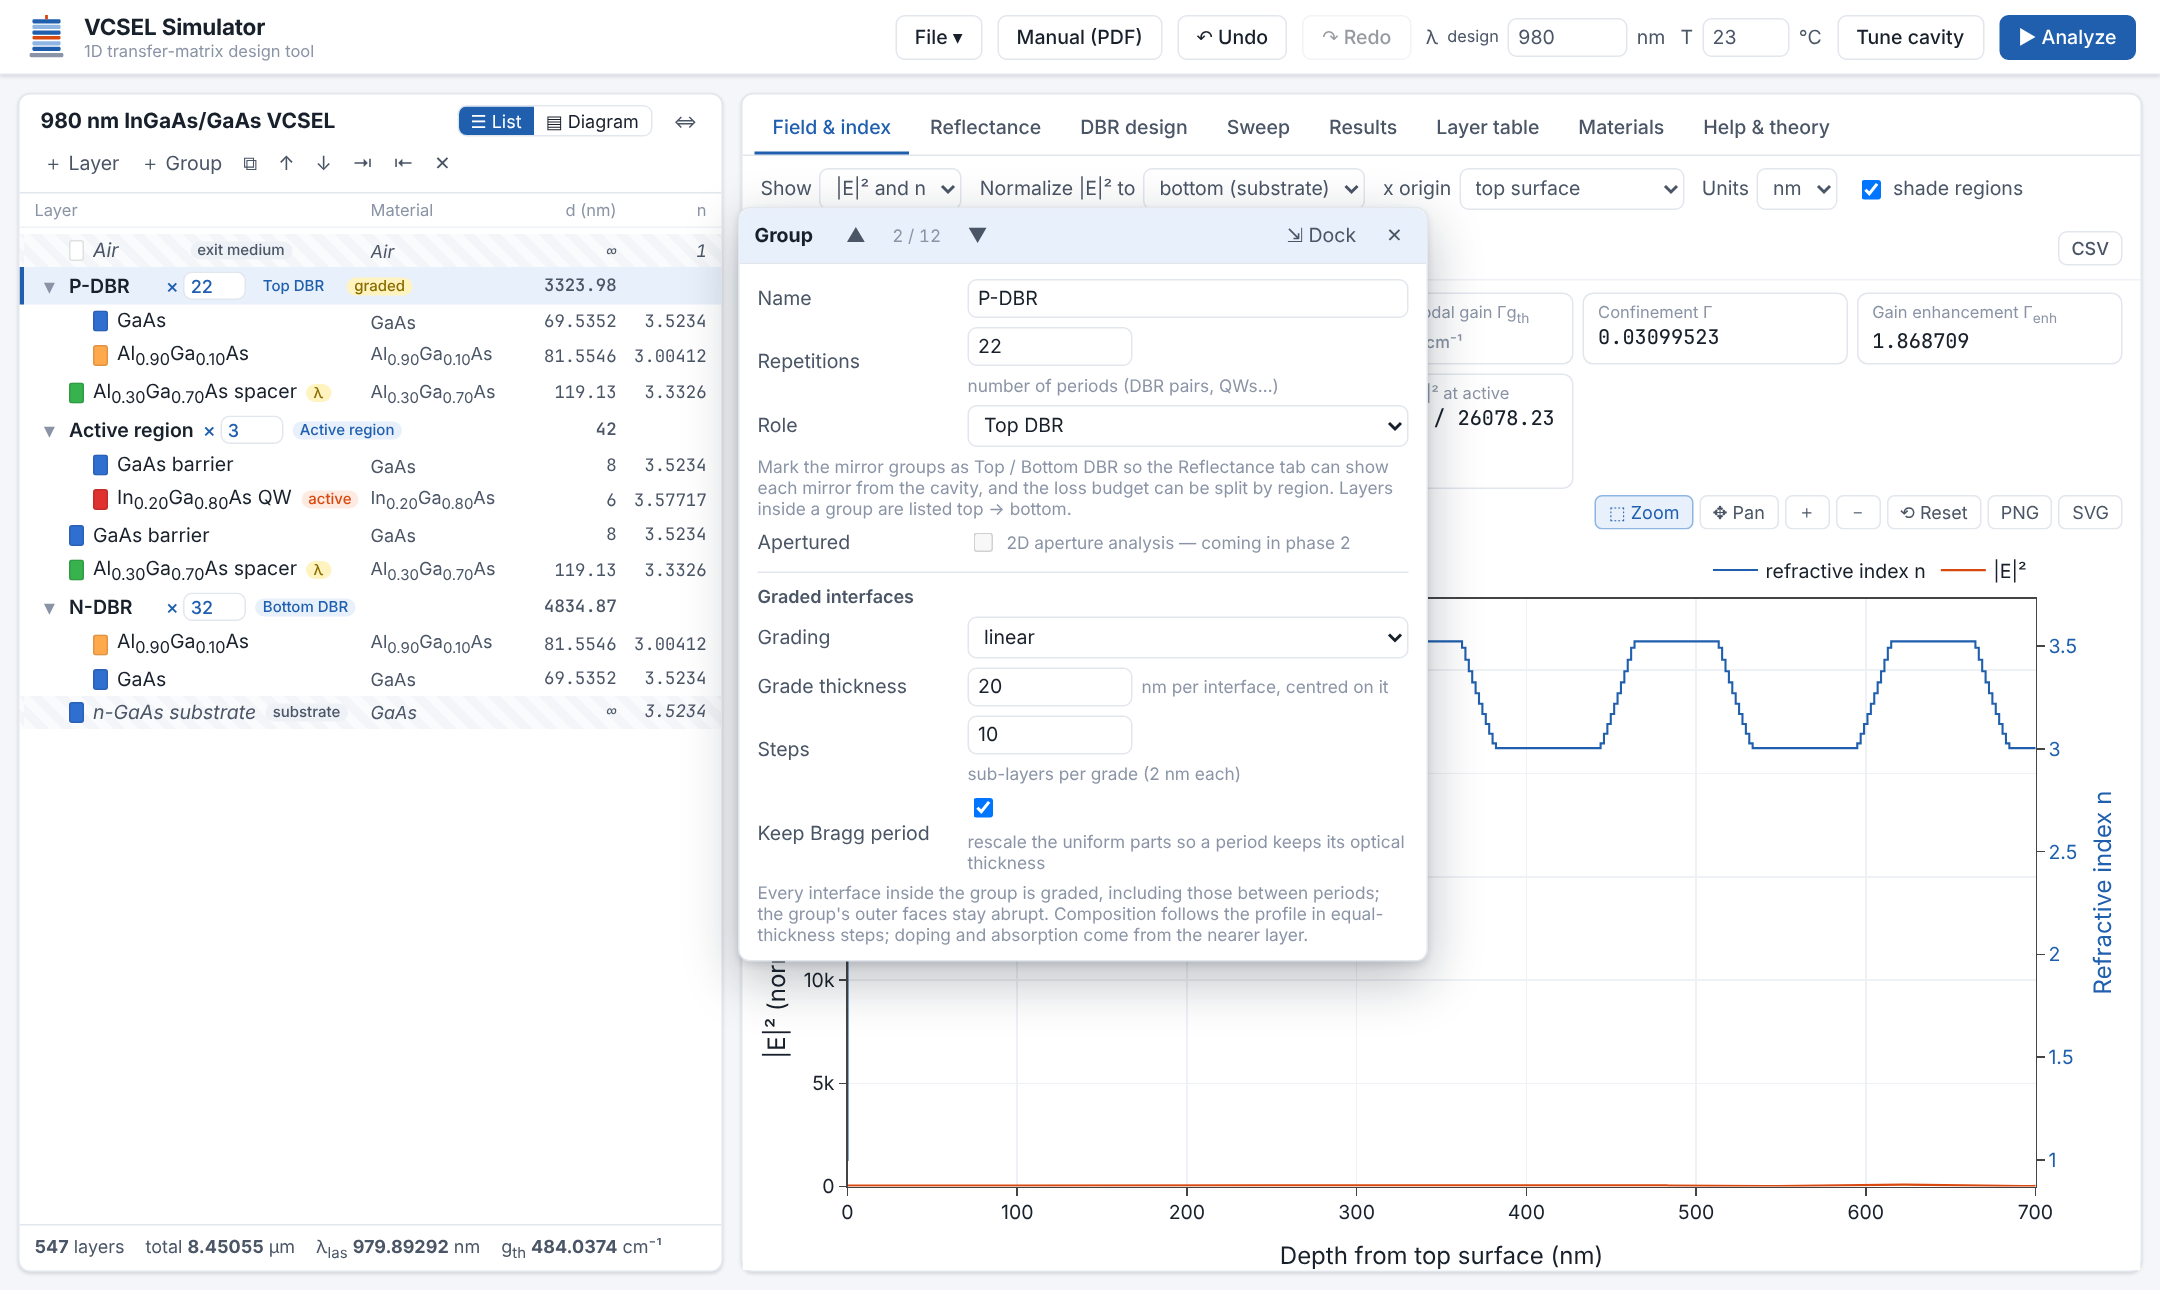 VCSEL Simulator
1D transfer-matrix design tool
File ▾
Manual (PDF)
↶ Undo
↷ Redo
λ design 980 nm
T 23 °C
Tune cavity
▶ Analyze
980 nm InGaAs/GaAs VCSEL
☰ List
▤ Diagram
⇔
+ Layer + Group ⧉ ↑ ↓ ⇥ ⇤ ✕
Layer Material d (nm) n
Air exit medium Air ∞ 1
▼ P-DBR × 22 Top DBR graded 3323.98
GaAs GaAs 69.5352 3.5234
Al0.90Ga0.10As Al0.90Ga0.10As 81.5546 3.00412
Al0.30Ga0.70As spacer λ Al0.30Ga0.70As 119.13 3.3326
▼ Active region × 3 Active region 42
GaAs barrier GaAs 8 3.5234
In0.20Ga0.80As QW active In0.20Ga0.80As 6 3.57717
GaAs barrier GaAs 8 3.5234
Al0.30Ga0.70As spacer λ Al0.30Ga0.70As 119.13 3.3326
▼ N-DBR × 32 Bottom DBR 4834.87
Al0.90Ga0.10As Al0.90Ga0.10As 81.5546 3.00412
GaAs GaAs 69.5352 3.5234
n-GaAs substrate substrate GaAs ∞ 3.5234
547 layers total 8.45055 µm λlas 979.89292 nm gth 484.0374 cm⁻¹
Field & index
Reflectance
DBR design
Sweep
Results
Layer table
Materials
Help & theory
Show |E|² and n
Normalize |E|² to bottom (substrate)
x origin top surface
Units nm
shade regions
CSV
Group ▲ 2 / 12 ▼ ⇲ Dock ✕
Name P-DBR
Repetitions 22
number of periods (DBR pairs, QWs…)
Role Top DBR
Mark the mirror groups as Top / Bottom DBR so the Reflectance tab can show
each mirror from the cavity, and the loss budget can be split by region. Layers
inside a group are listed top → bottom.
Apertured 2D aperture analysis — coming in phase 2
Graded interfaces
Grading linear
Grade thickness 20 nm per interface, centred on it
Steps 10
sub-layers per grade (2 nm each)
Keep Bragg period
rescale the uniform parts so a period keeps its optical
thickness
Every interface inside the group is graded, including those between periods;
the group's outer faces stay abrupt. Composition follows the profile in equal-
thickness steps; doping and absorption come from the nearer layer.
gain Γgth
cm⁻¹
Confinement Γ
0.03099523
Gain enhancement Γenh
1.868709
² at active
/ 26078.23
⬚ Zoom
✥ Pan
+
−
⟲ Reset
PNG
SVG
refractive index n
|E|²
3.5
3
2.5
2
1.5
1
Refractive index n
10k
5k
0
|E|²
0 100 200 300 400 500 600 700
Depth from top surface (nm)